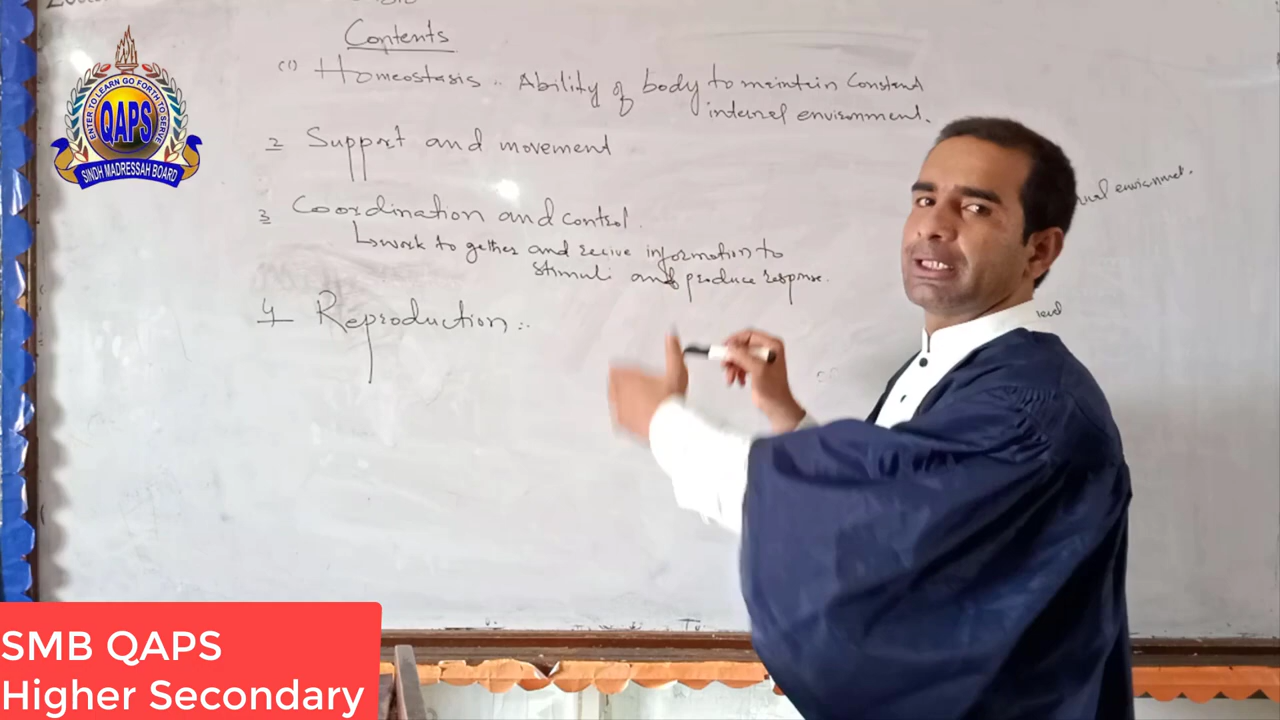 Contents
(1) Homeostasis .. Ability of body to maintain Constant
internal environment.
2 Support and movement
3 Coordination and control.
↳work to gether and recive information to
stimuli and produce response.
4 Reproduction :.
level
ENTER TO LEARN GO FORTH TO SERVE
QAPS
SINDH MADRESSAH BOARD
SMB QAPS
Higher Secondary